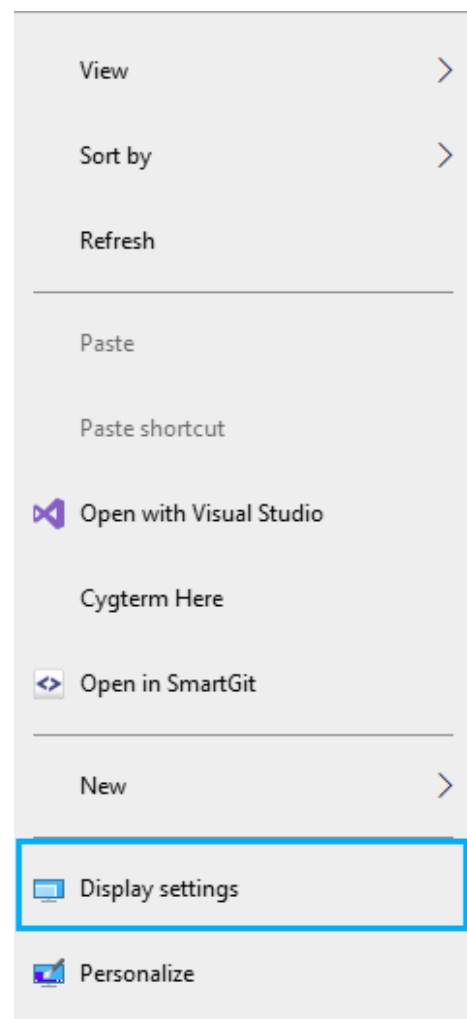 View
Sort by
Refresh
Paste
Paste shortcut
Open with Visual Studio
Cygterm Here
Open in SmartGit
New
Display settings
Personalize